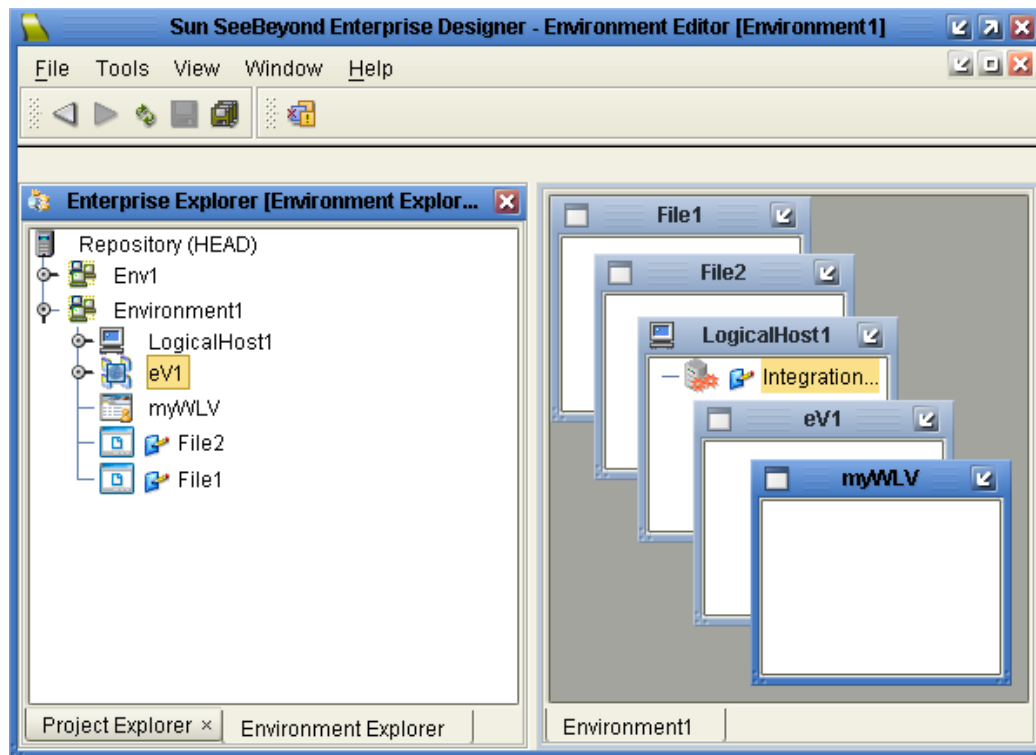 Sun SeeBeyond Enterprise Designer - Environment Editor [Environment1]
File Tools View Window Help
Enterprise Explorer [Environment Explor...
Repository (HEAD)
Env1
Environment1
LogicalHost1
eV1
myWLV
File2
File1
Project Explorer ×
Environment Explorer
File1
File2
LogicalHost1
Integration...
eV1
myWLV
Environment1